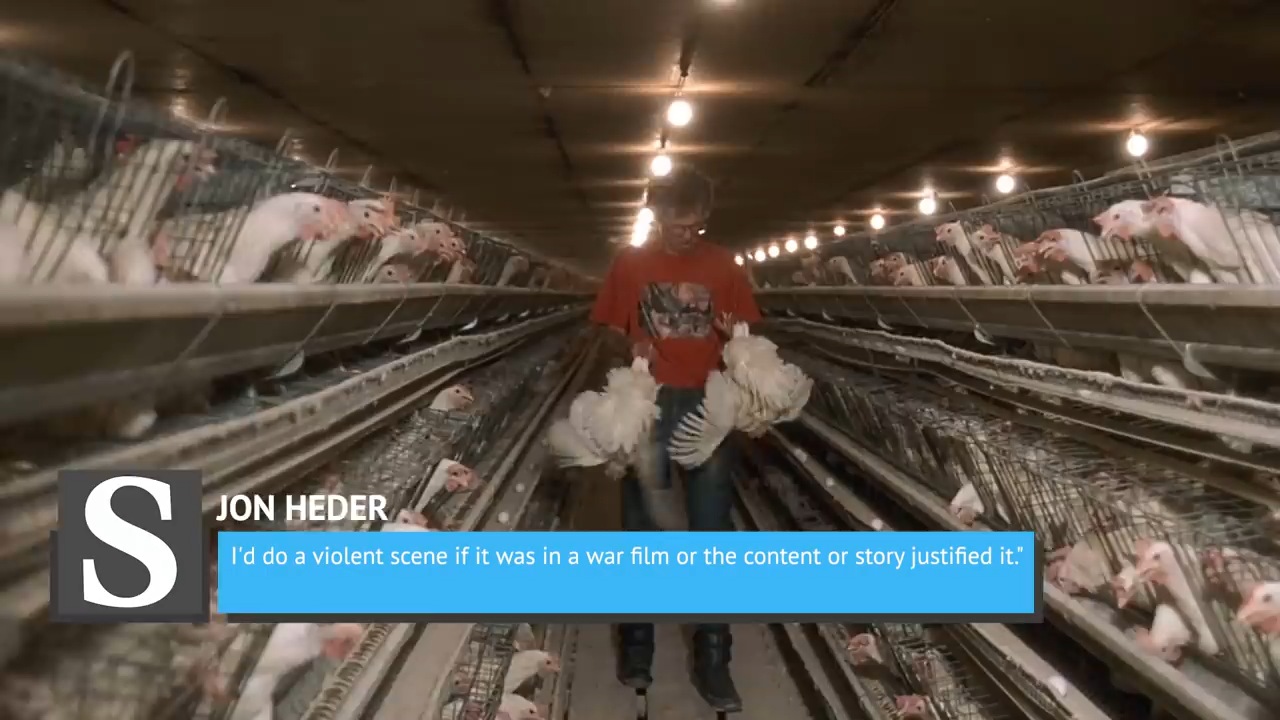 S
JON HEDER
I'd do a violent scene if it was in a war film or the content or story justified it."